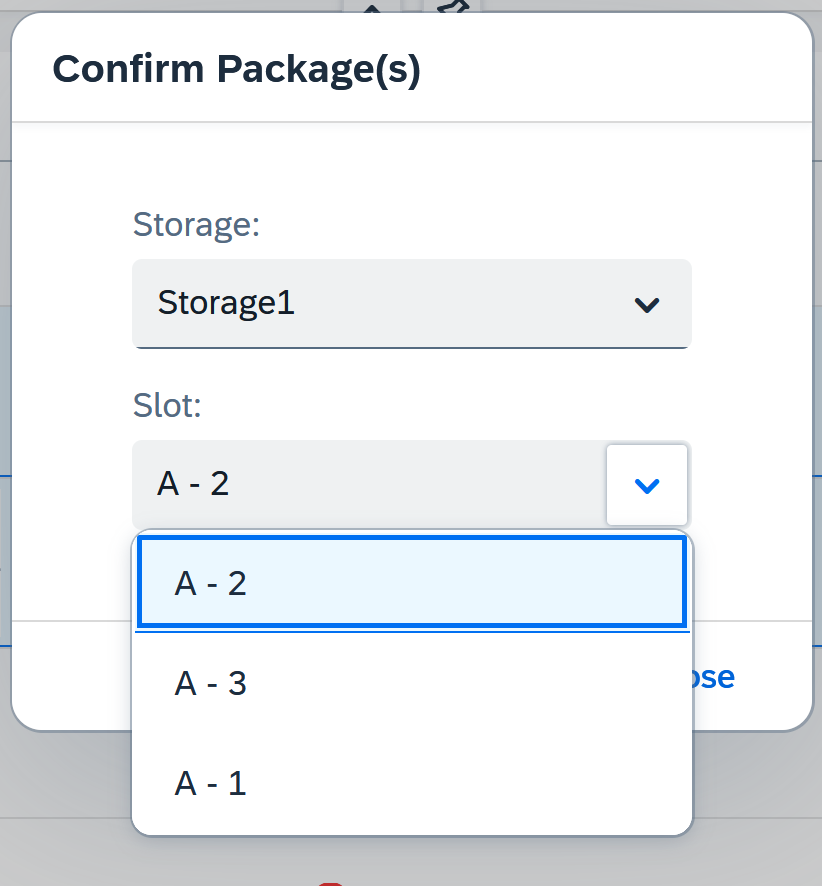 Confirm Package(s)
Storage:
Storage1
Slot:
A - 2
A - 2
A - 3
A - 1